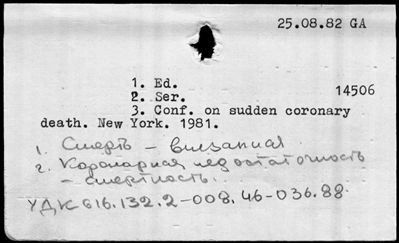 25.08.82 GA
1. Ed.
2. Ser. 14506
3. Conf. on sudden coronary
death. New York. 1981.
1. Смерть – внезапная
2. Коронарная недостаточность
– смертность.
УДК 616.132.2-008.46-036.88